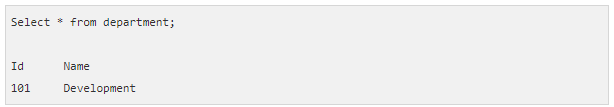 Select * from department;
Id Name
101 Development